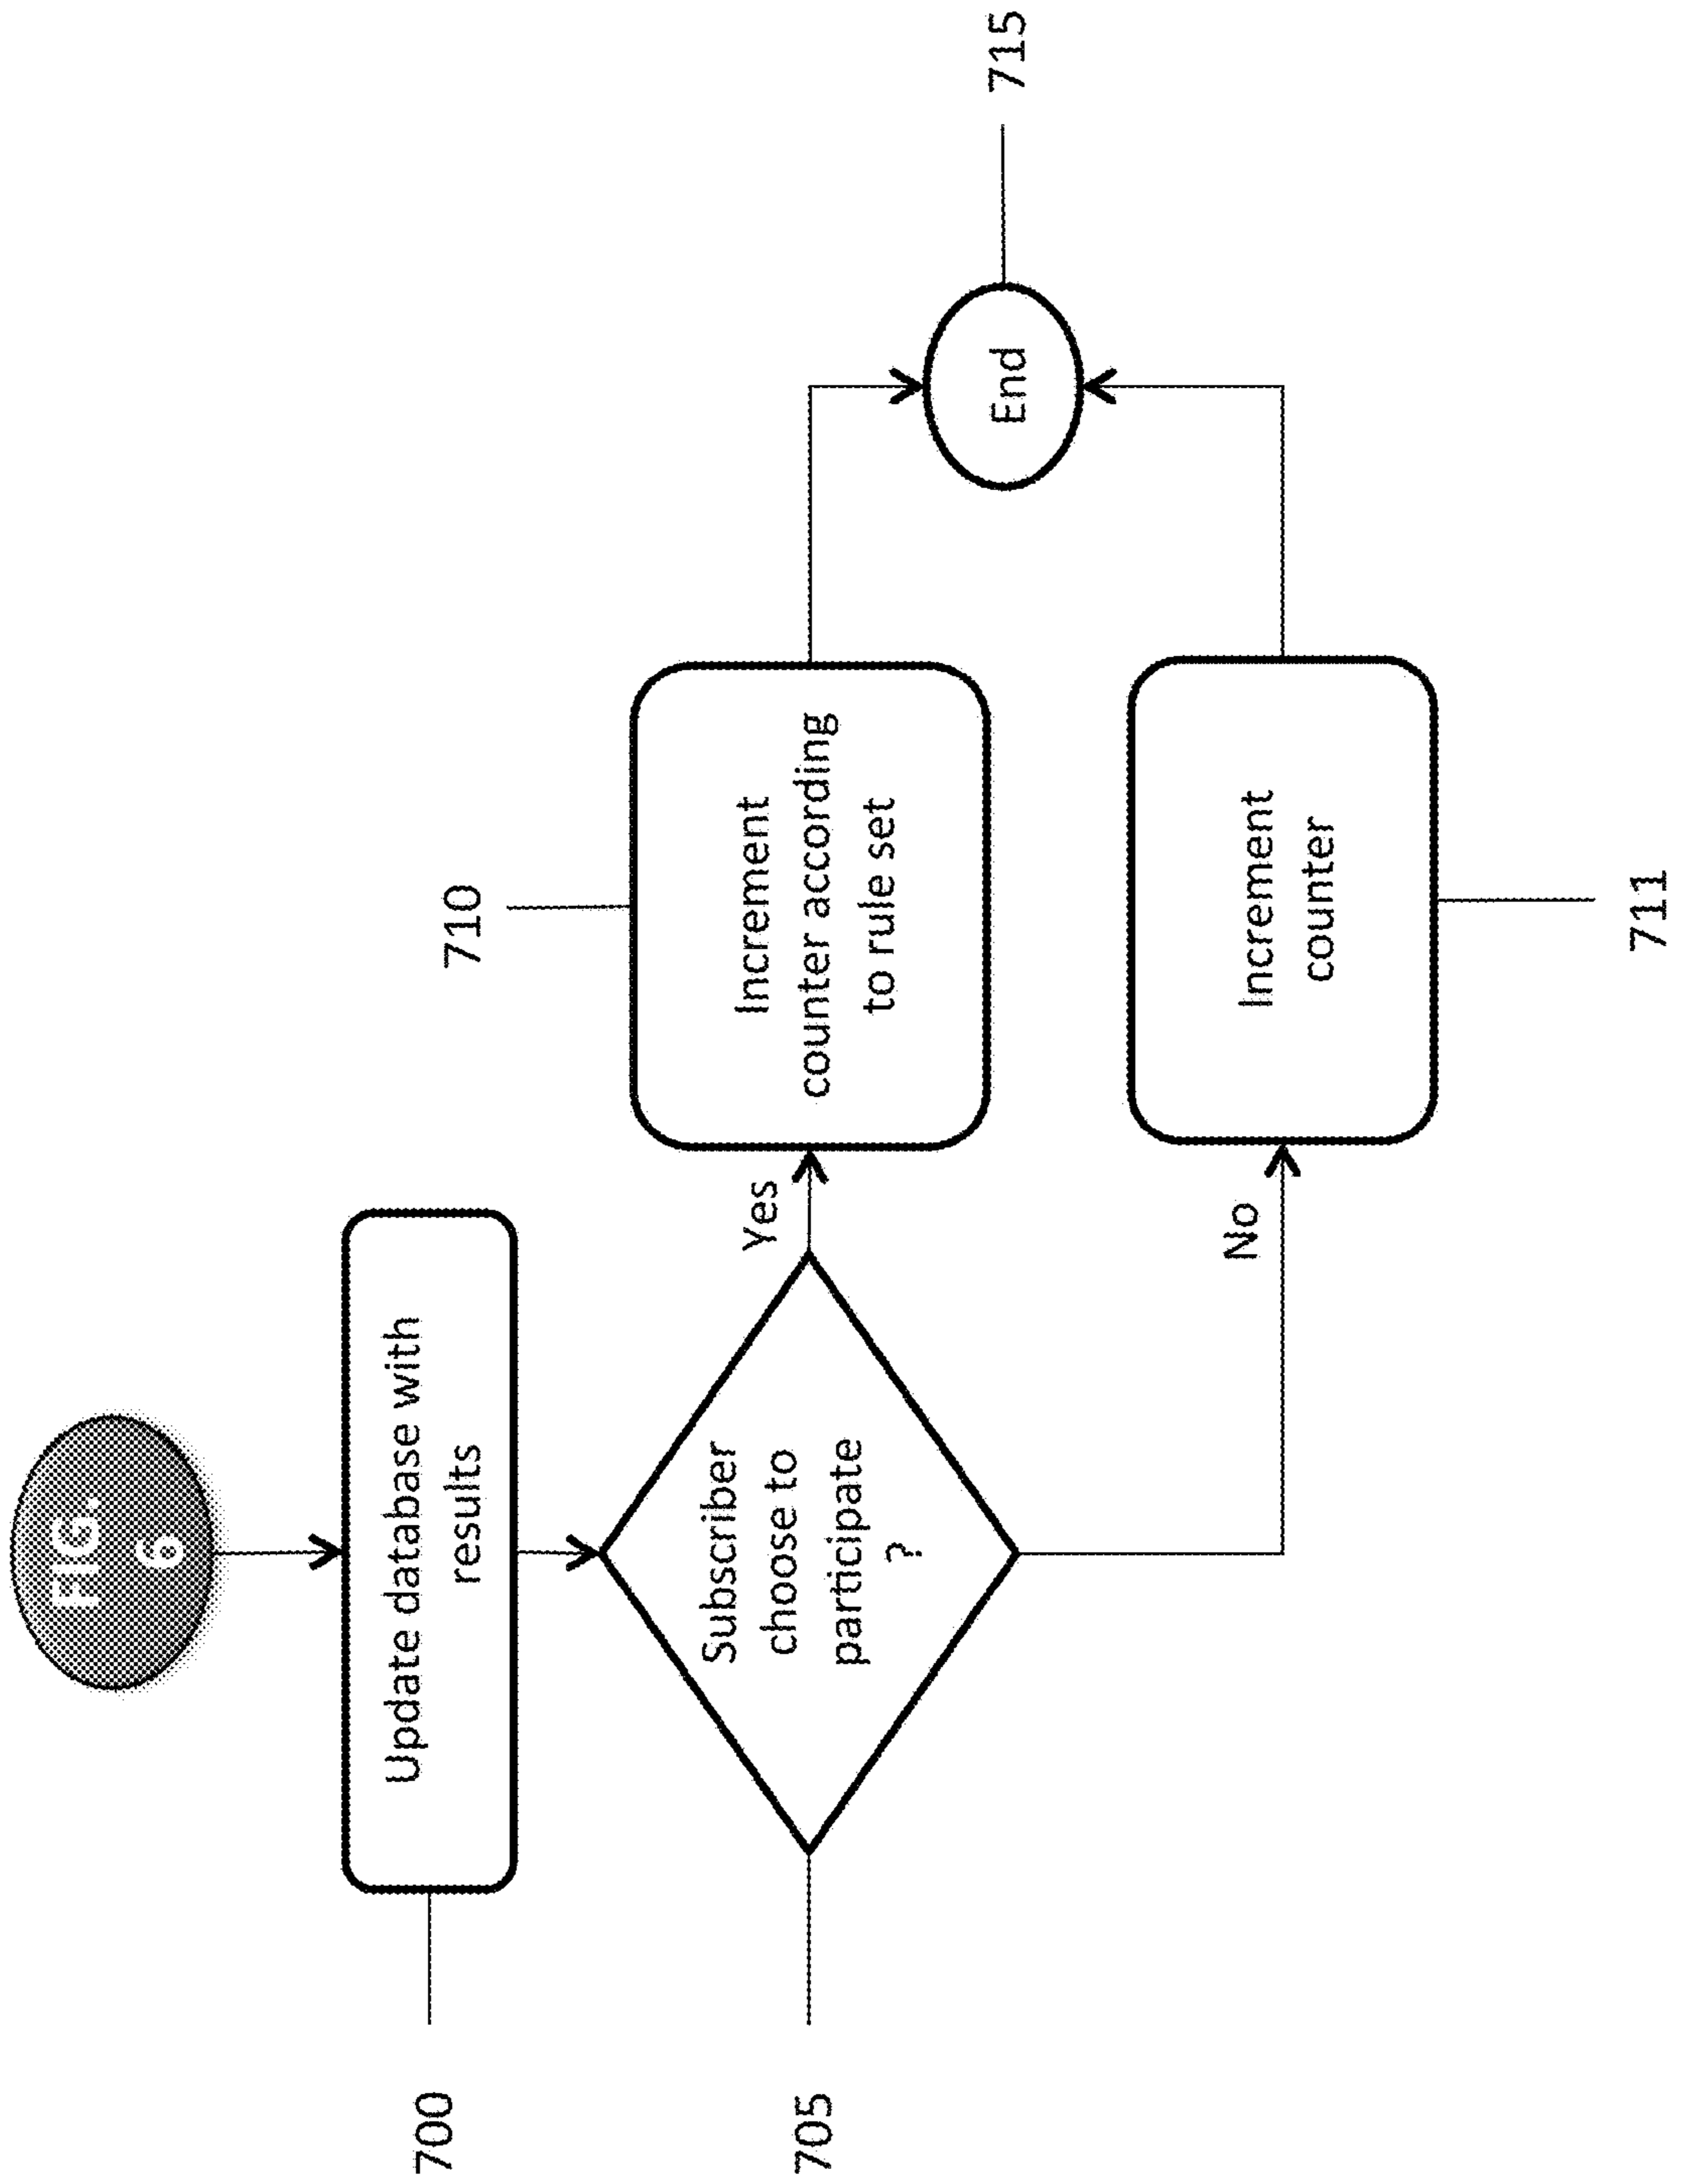 FIG.
6
700
Update database with
results
705
Subscriber
choose to
participate
?
Yes
No
710
Increment
counter according
to rule set
Increment
counter
711
End
715